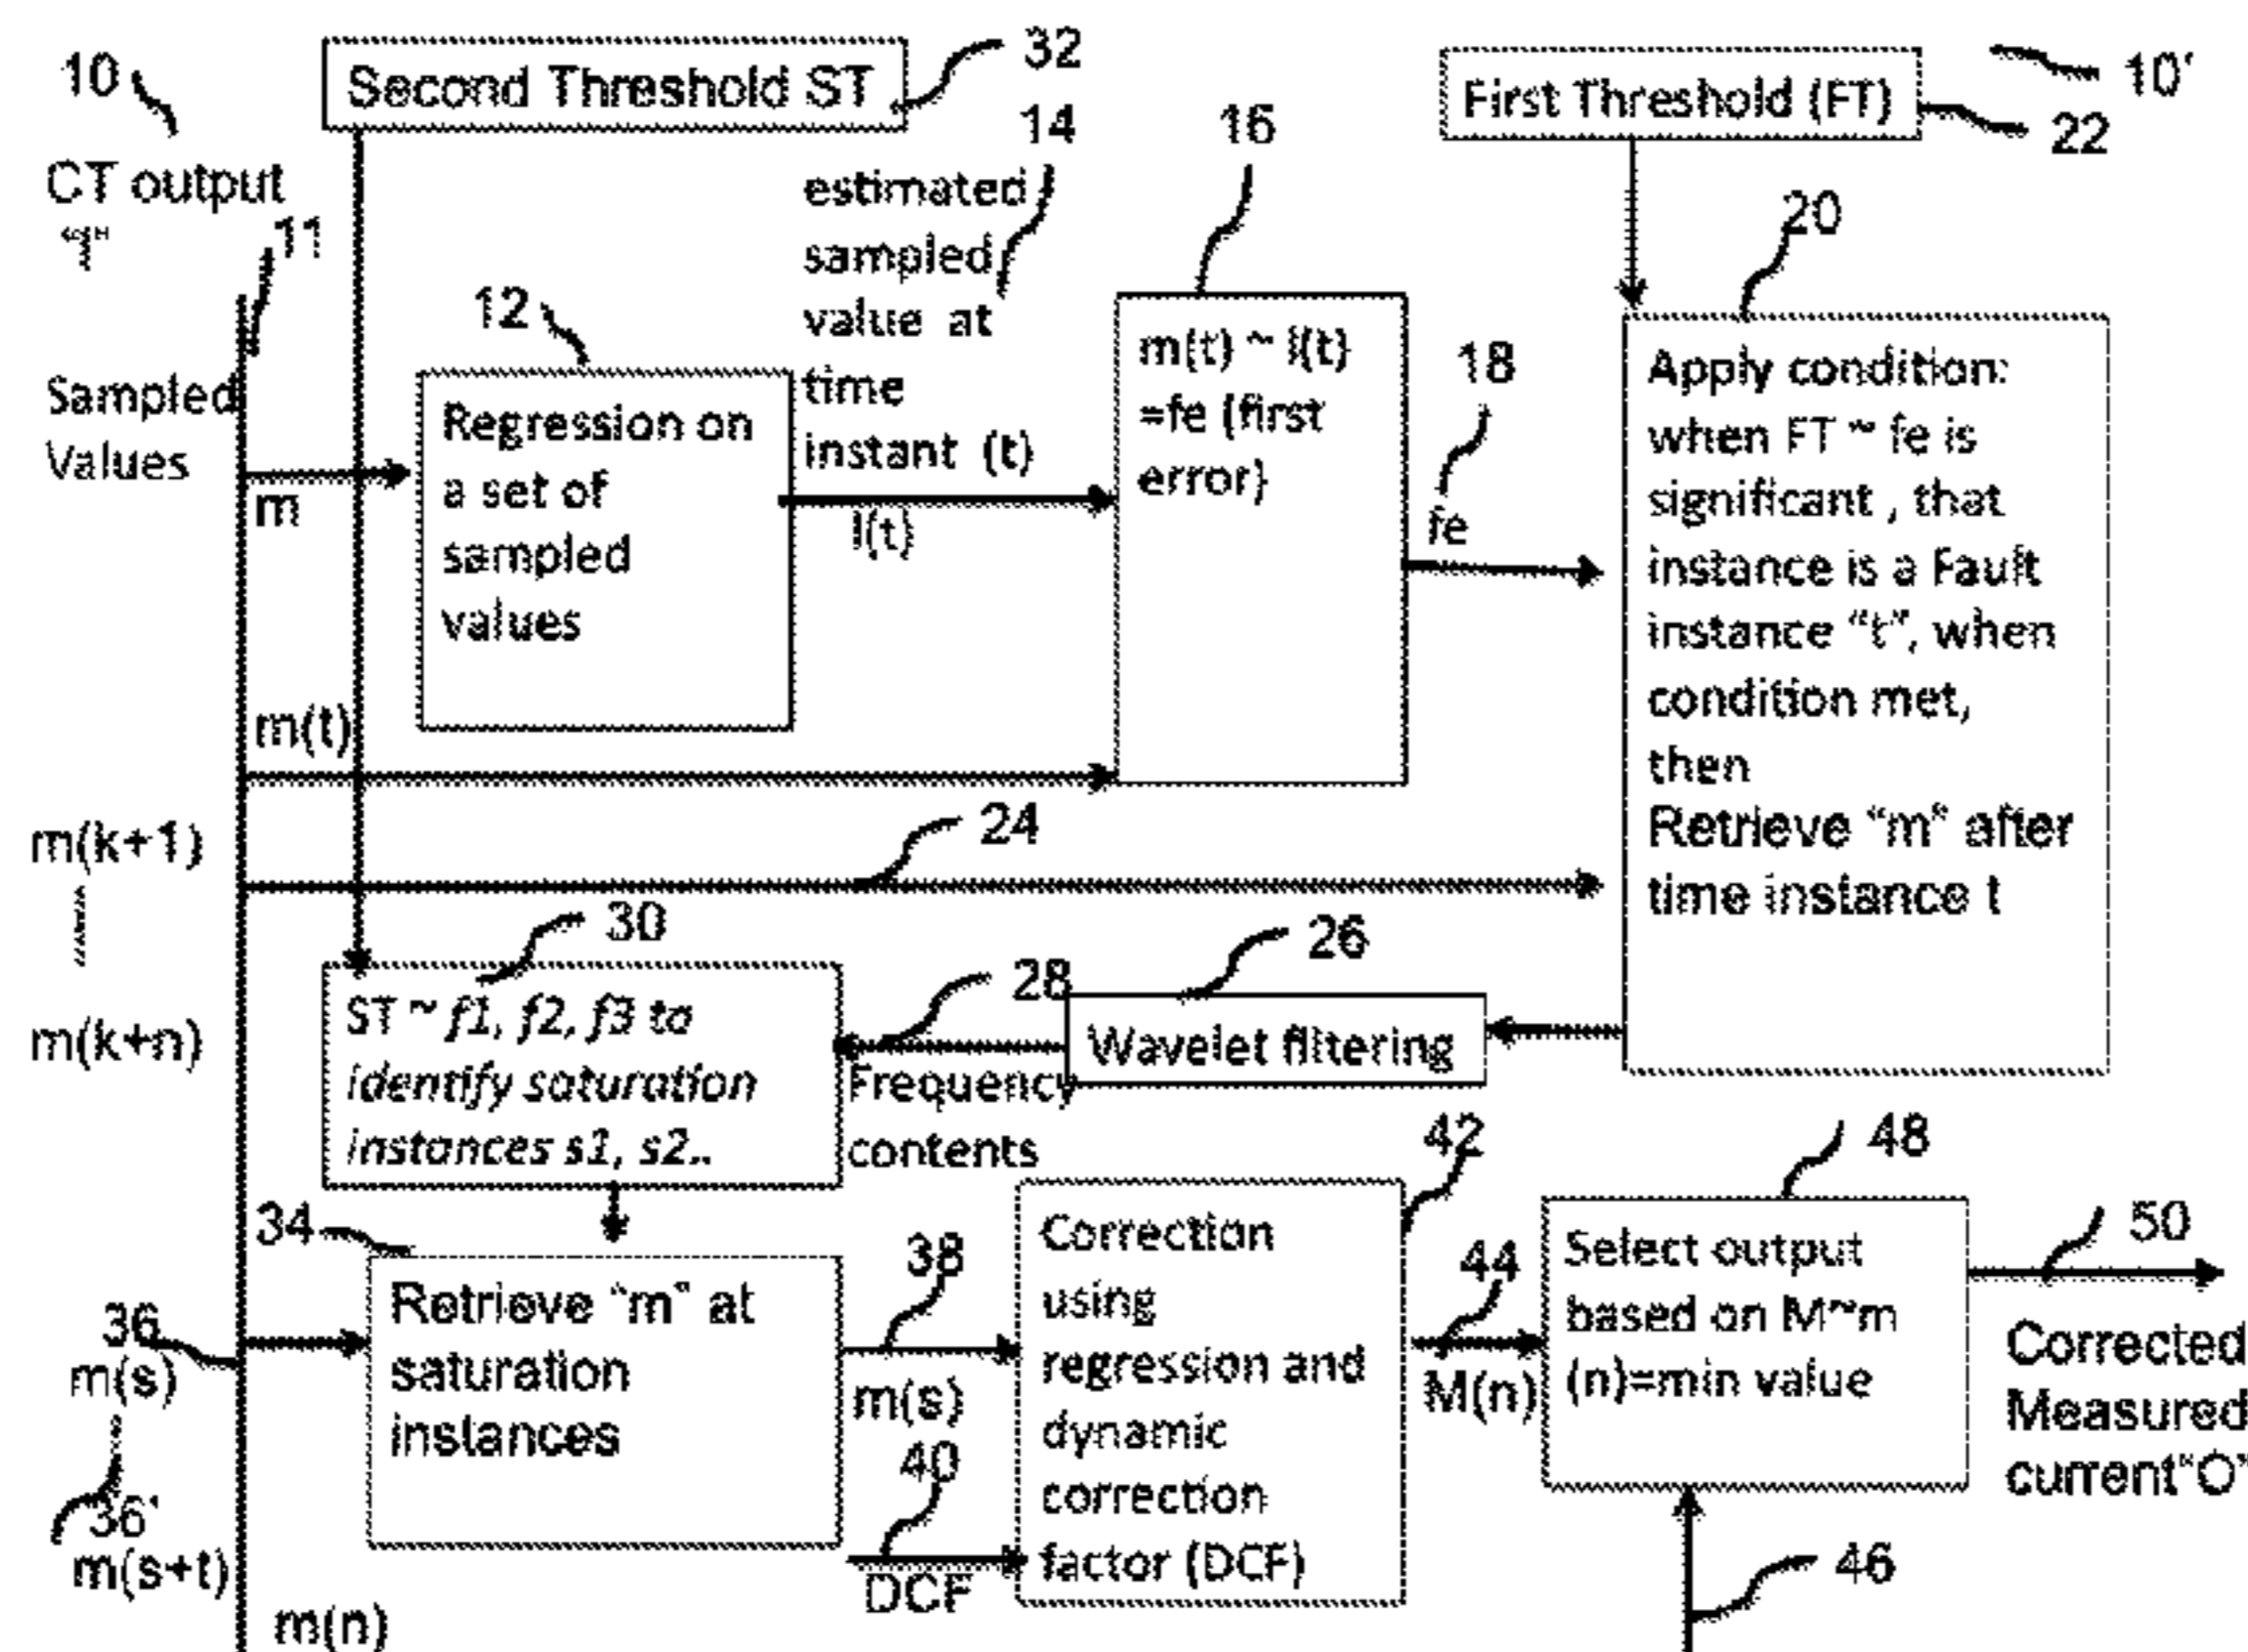 10
Second Threshold ST
32
First Threshold (FT)
10'
22
CT output
"I"
11
Sampled
Values
14
estimated
sampled
value at
time
instant (t)
12
Regression on
a set of
sampled
values
m
I(t)
16
m(t) ~ I(t)
=fe (first
error)
18
fe
20
Apply condition:
when FT ~ fe is
significant , that
instance is a Fault
instance "t", when
condition met,
then
Retrieve "m" after
time instance t
m(t)
m(k+1)
24
m(k+n)
30
ST ~ f1, f2, f3 to
identify saturation
instances s1, s2..
28
Frequency
contents
26
Wavelet filtering
34
Retrieve "m" at
saturation
instances
36
m(s)
36'
m(s+t)
m(n)
38
m(s)
40
DCF
42
Correction
using
regression and
dynamic
correction
factor (DCF)
44
M(n)
48
Select output
based on M~m
(n)=min value
46
50
Corrected
Measured
current"O"